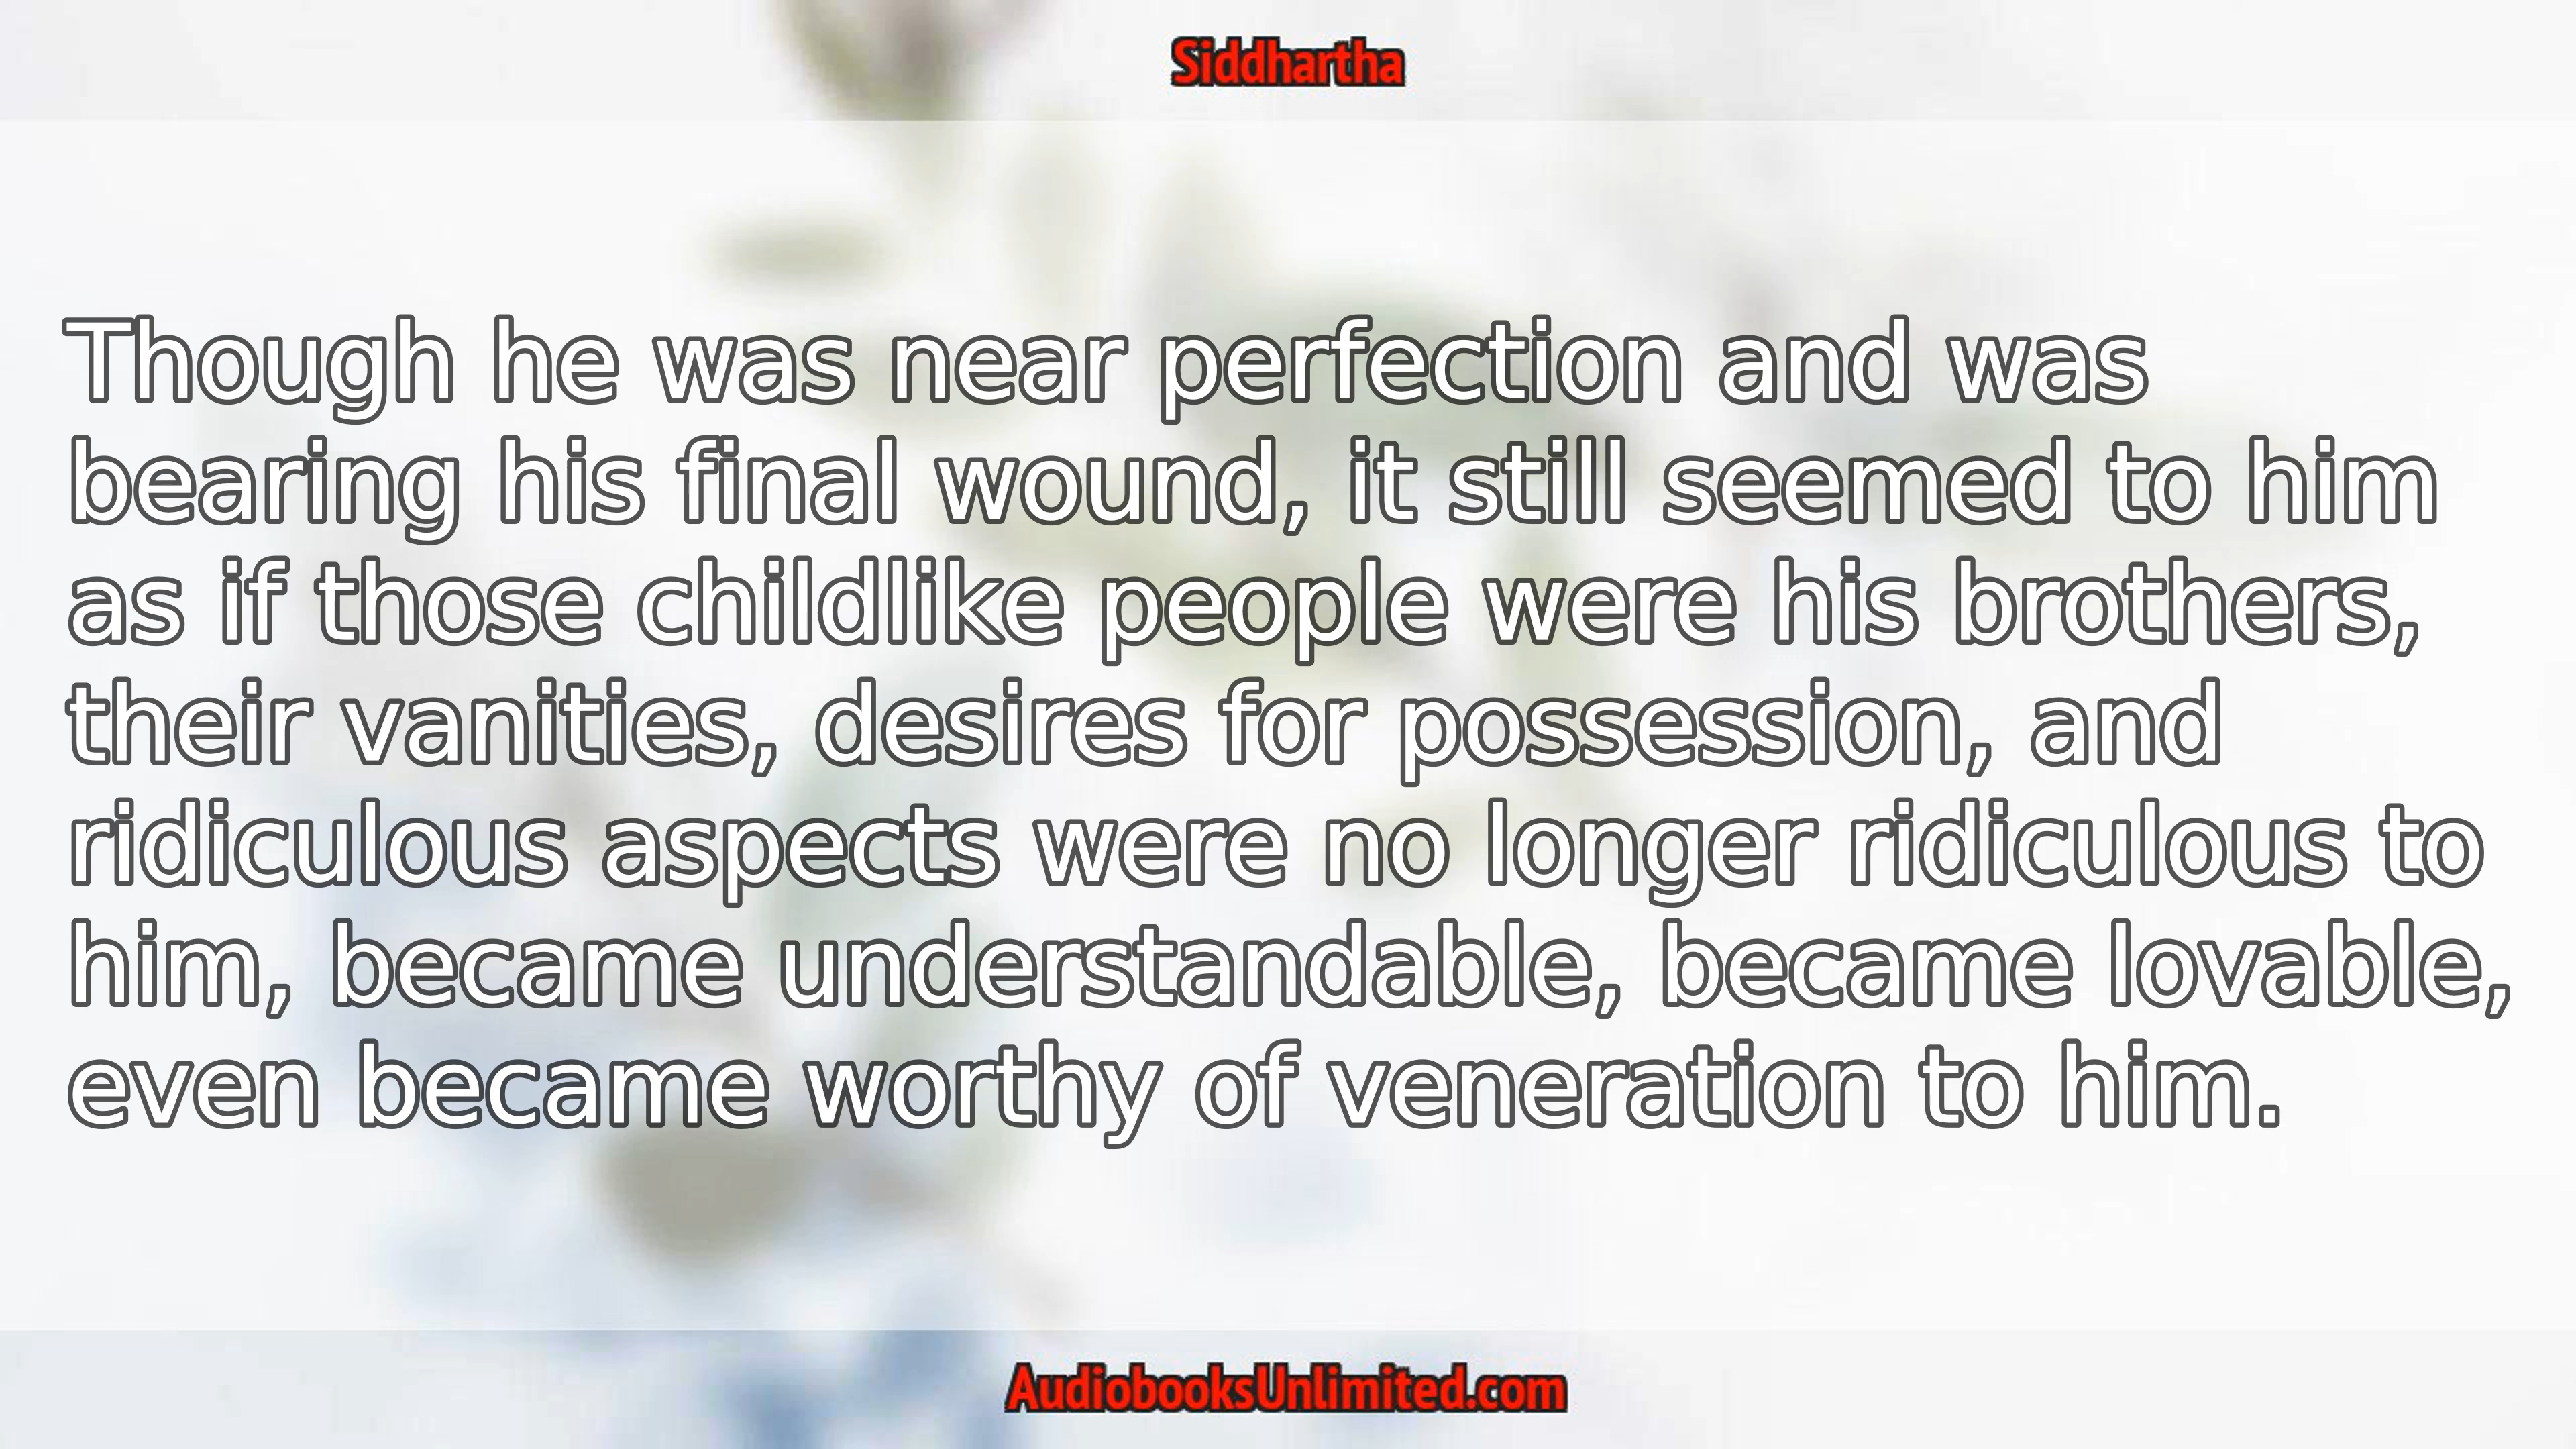 Siddhartha
Though he was near perfection and was
bearing his final wound, it still seemed to him
as if those childlike people were his brothers,
their vanities, desires for possession, and
ridiculous aspects were no longer ridiculous to
him, became understandable, became lovable,
even became worthy of veneration to him.
AudiobooksUnlimited.com